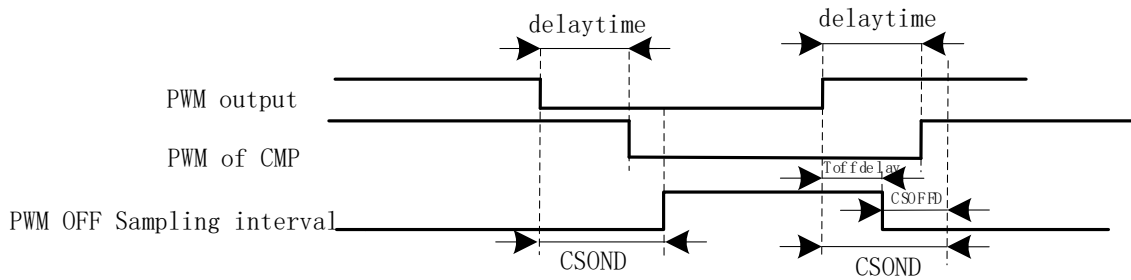 delaytime delaytime
PWM output
PWM of CMP
Toffdelay
CSOFFD
PWM OFF Sampling interval
CSOND CSOND